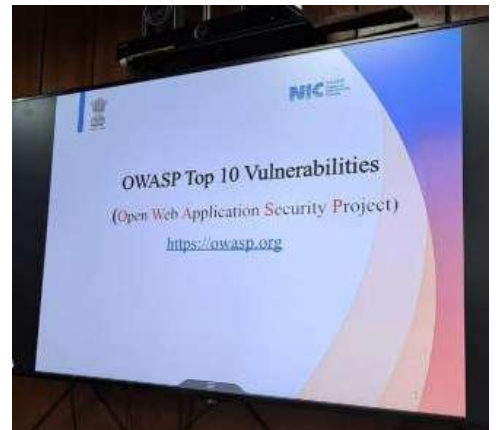 NIC
OWASP Top 10 Vulnerabilities
(Open Web Application Security Project)
https://owasp.org